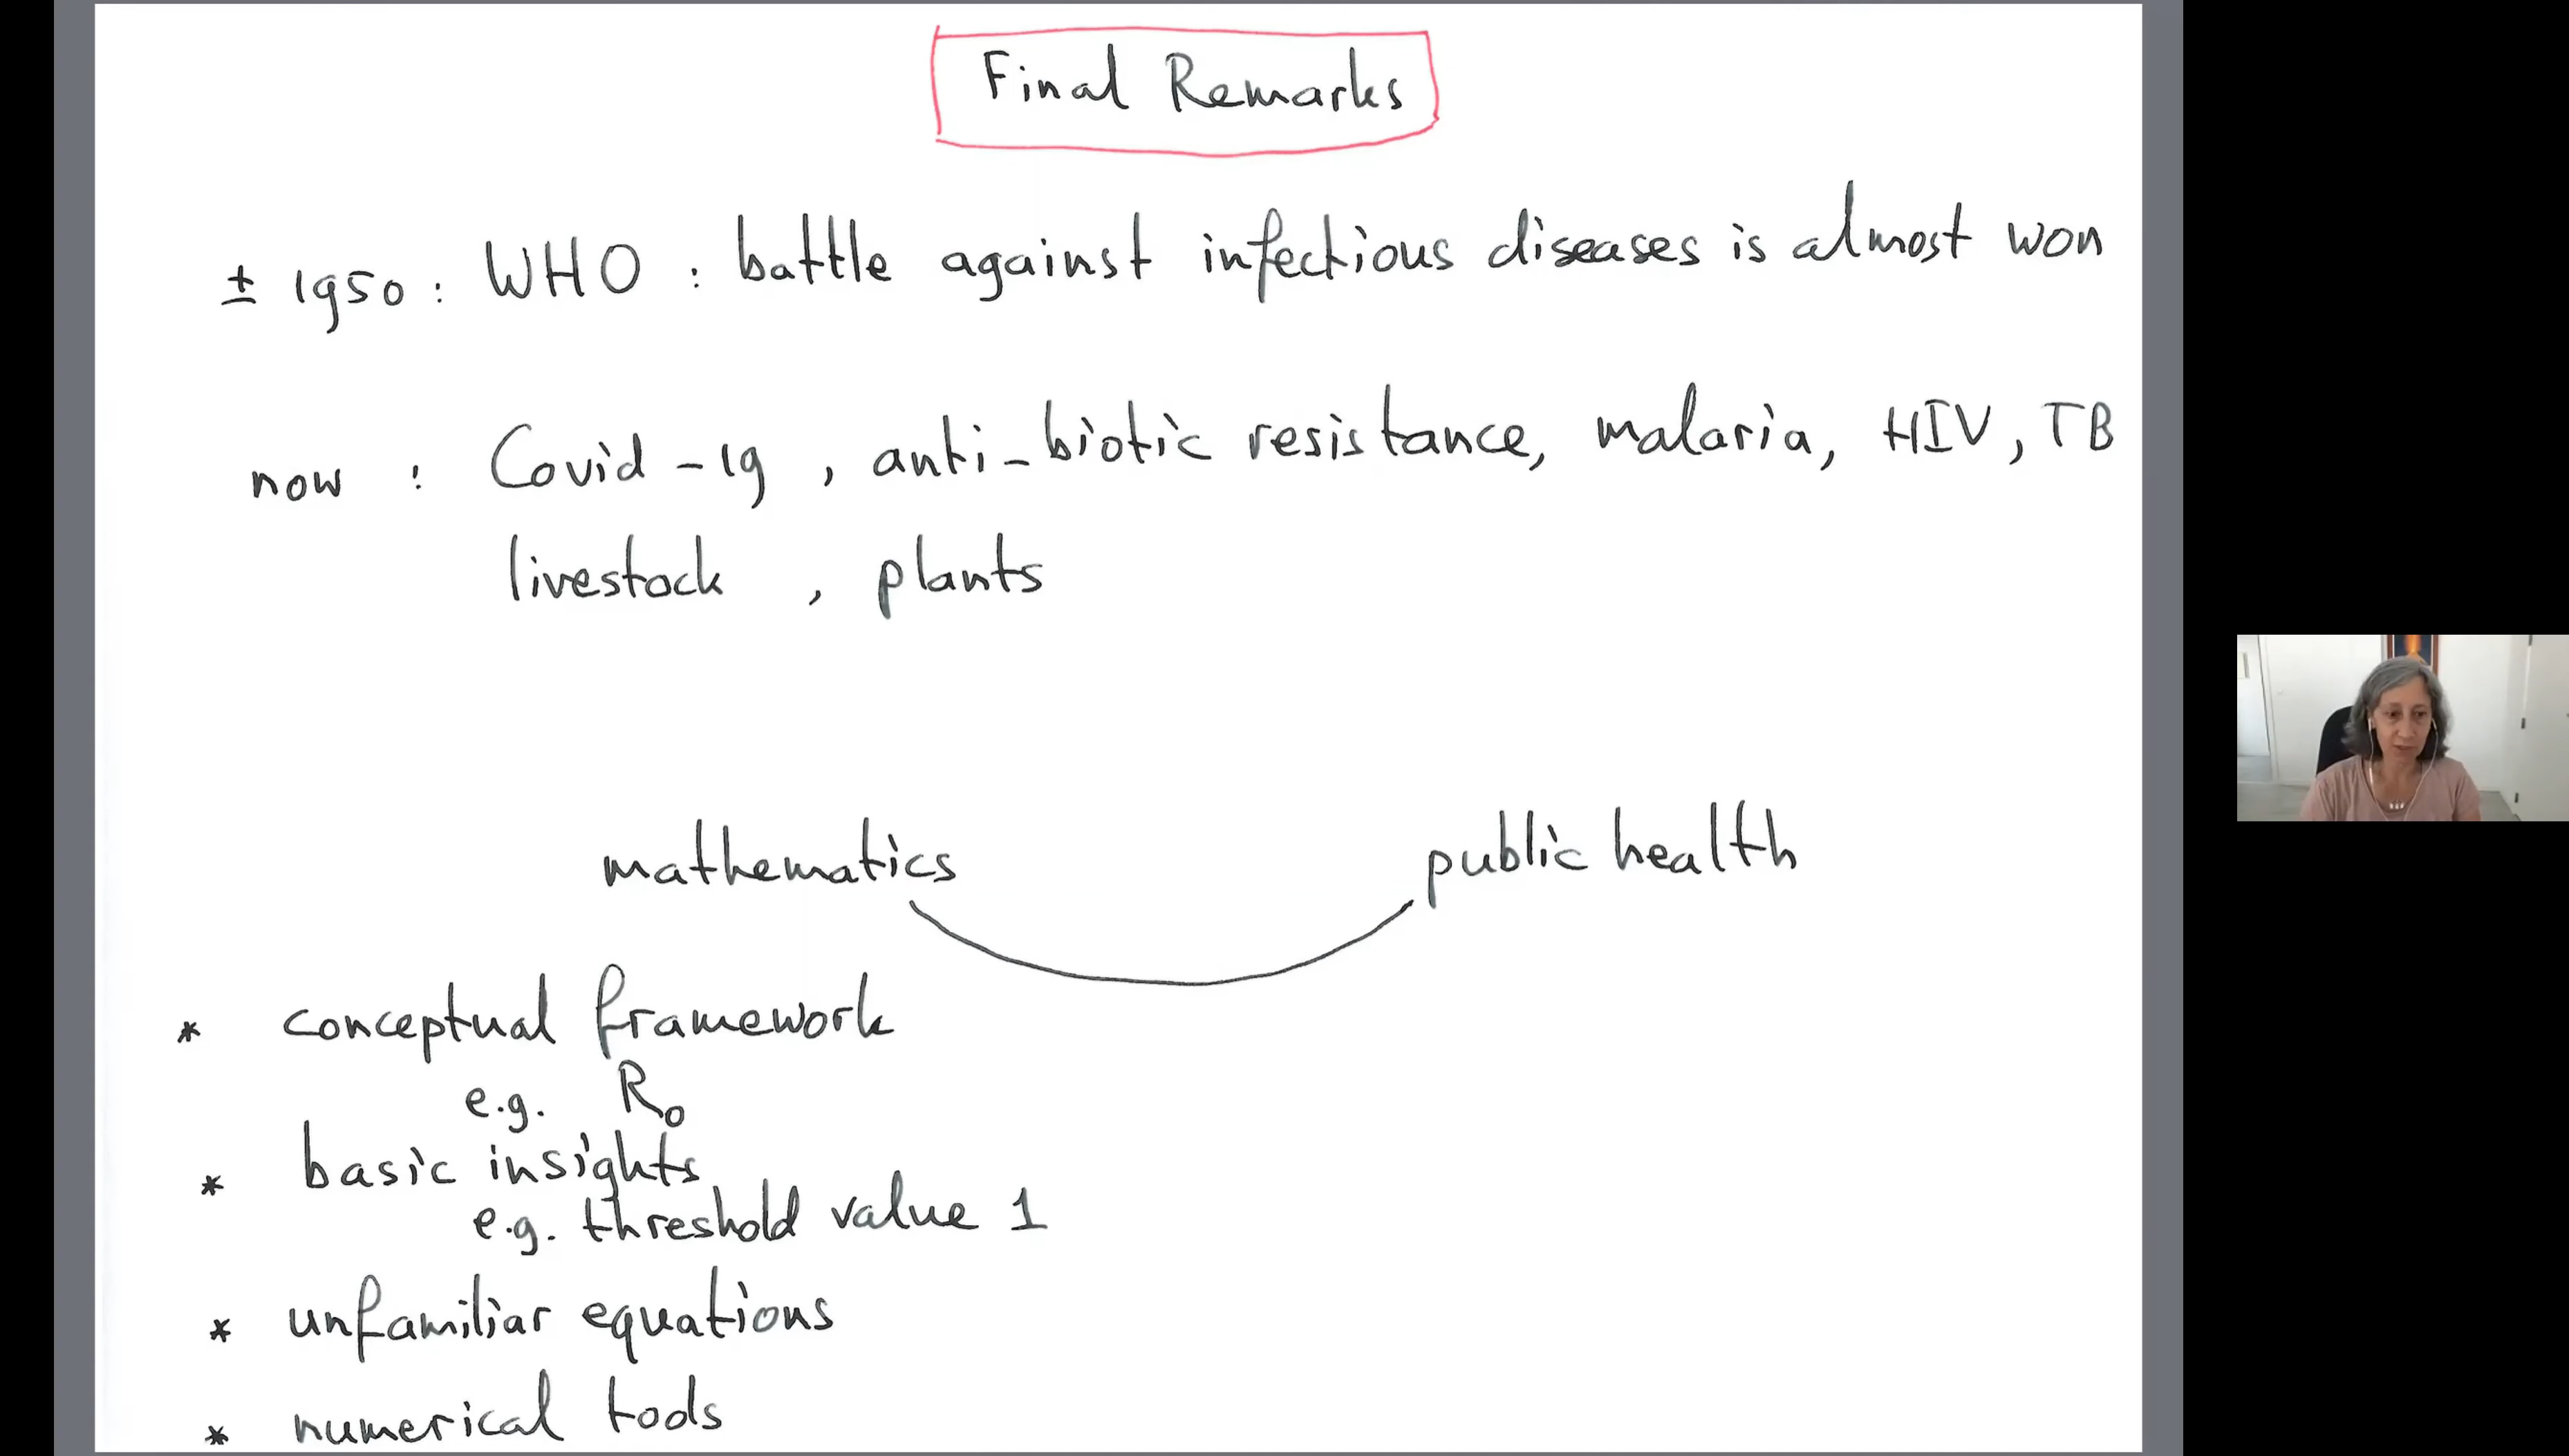 Final Remarks
± 1950 : WHO : battle against infectious diseases is almost won
now : Covid-19 , anti-biotic resistance, malaria, HIV, TB
livestock , plants
mathematics public health
* conceptual framework
e.g. R₀
* basic insights
e.g. threshold value 1
* unfamiliar equations
* numerical tools